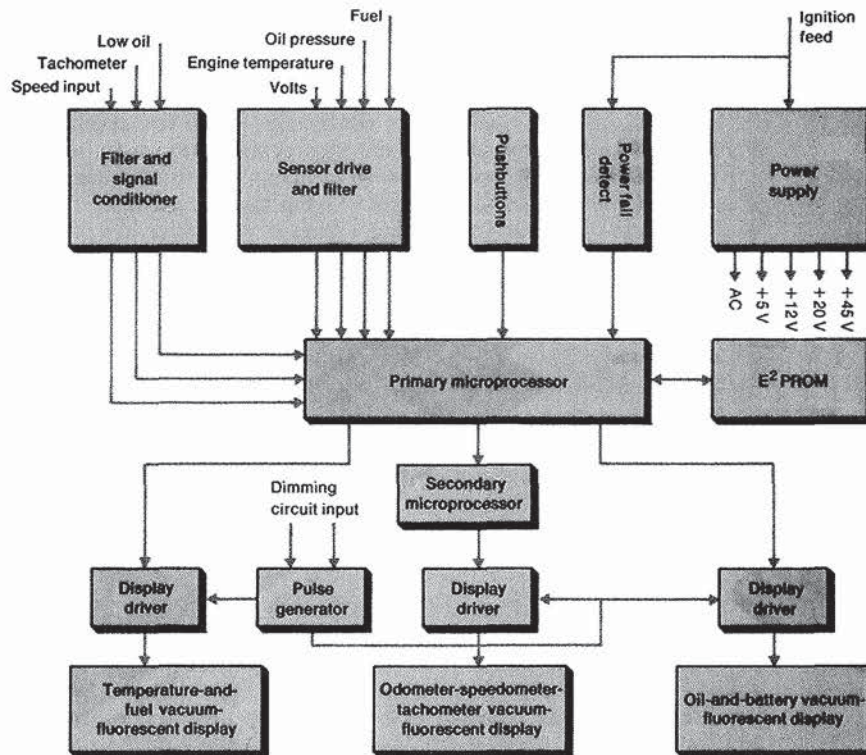 Fuel
Ignition
feed
Low oil
Oil pressure
Tachometer
Engine temperature
Speed input
Volts
Filter and
signal
conditioner
Sensor drive
and filter
Pushbuttons
Power fail
detect
Power
supply
AC
+5 V
+12 V
+20 V
+45 V
Primary microprocessor
E² PROM
Secondary
microprocessor
Dimming
circuit input
Display
driver
Pulse
generator
Display
driver
Display
driver
Temperature-and-
fuel vacuum-
fluorescent display
Odometer-speedometer-
tachometer vacuum-
fluorescent display
Oil-and-battery vacuum-
fluorescent display